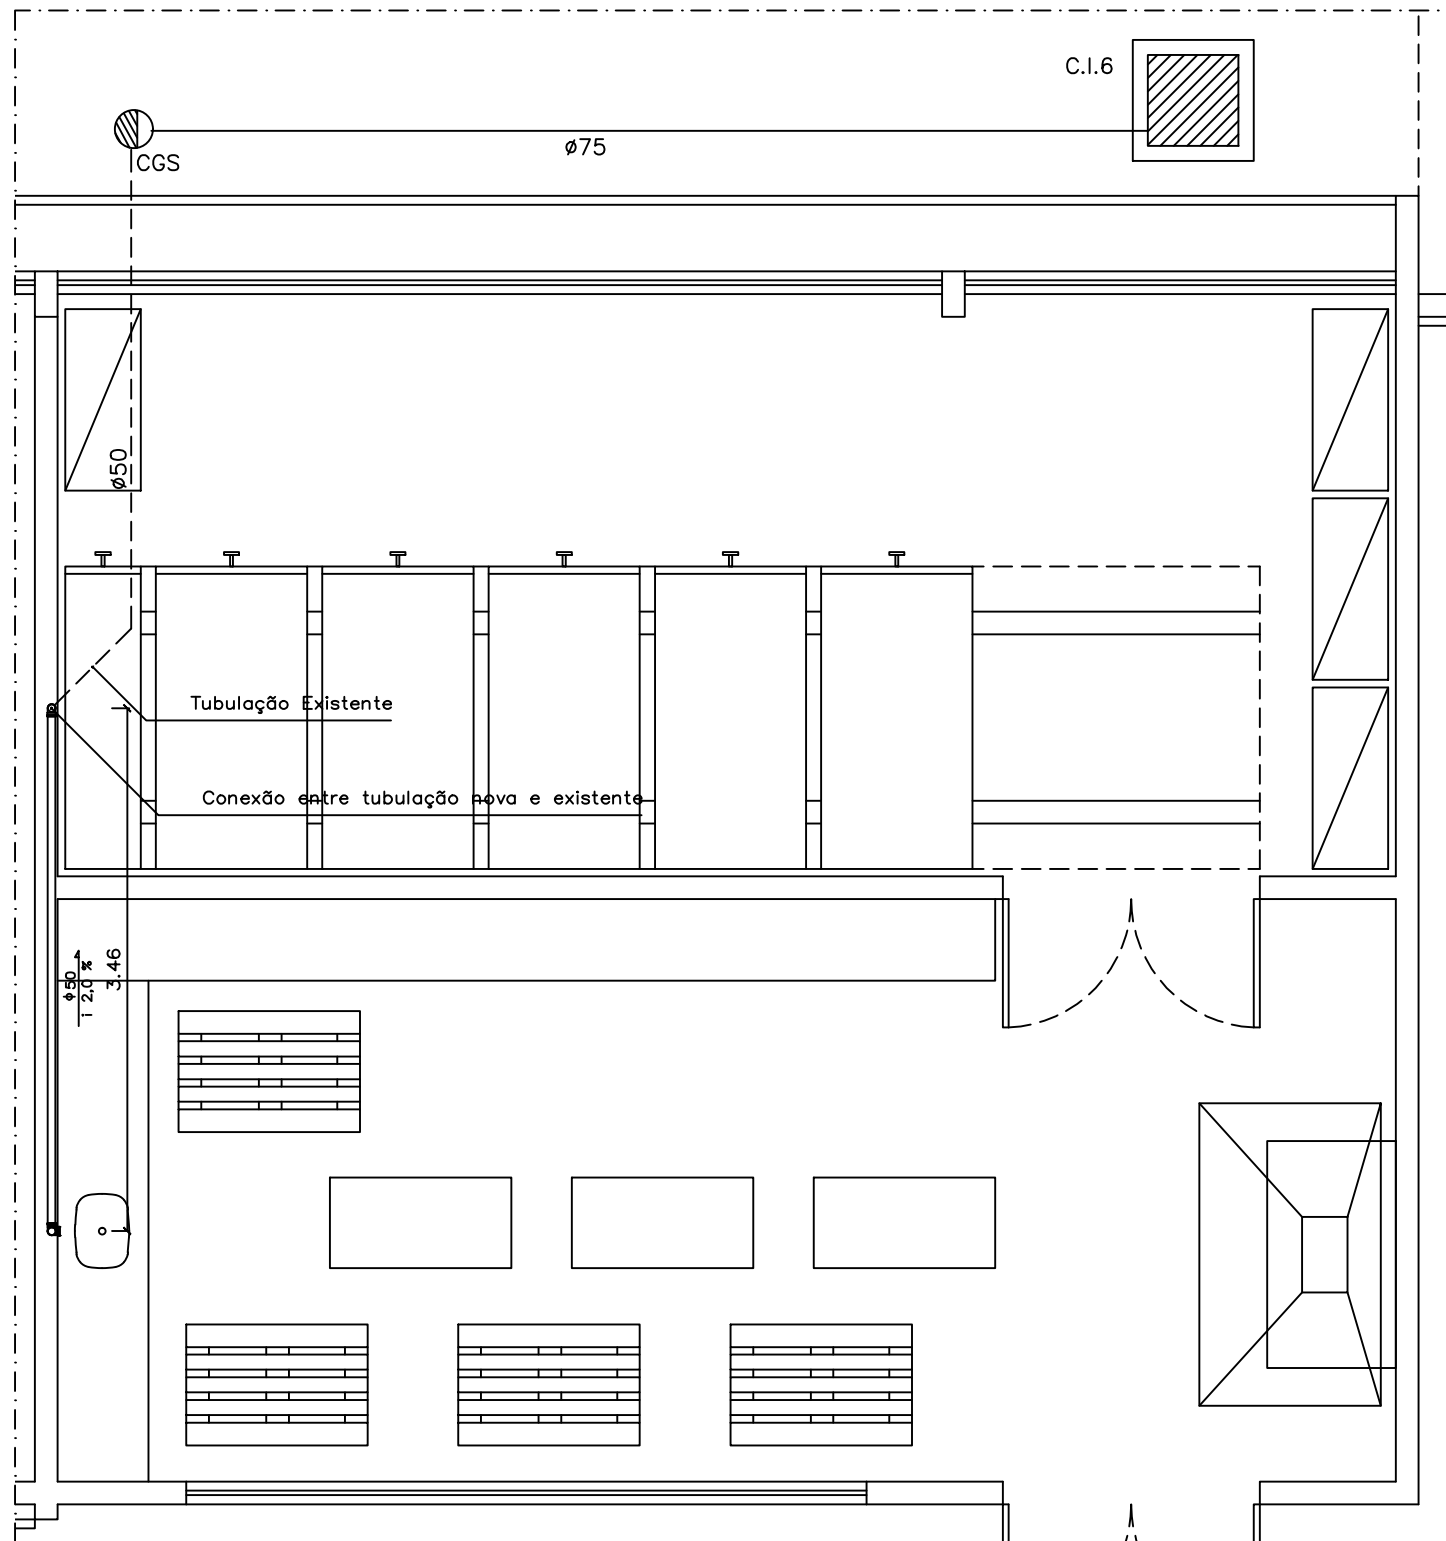 C.I.6
ø75
CGS
ø50
Tubulação Existente
Conexão entre tubulação nova e existente
ø50
i 2,0 %
3.46